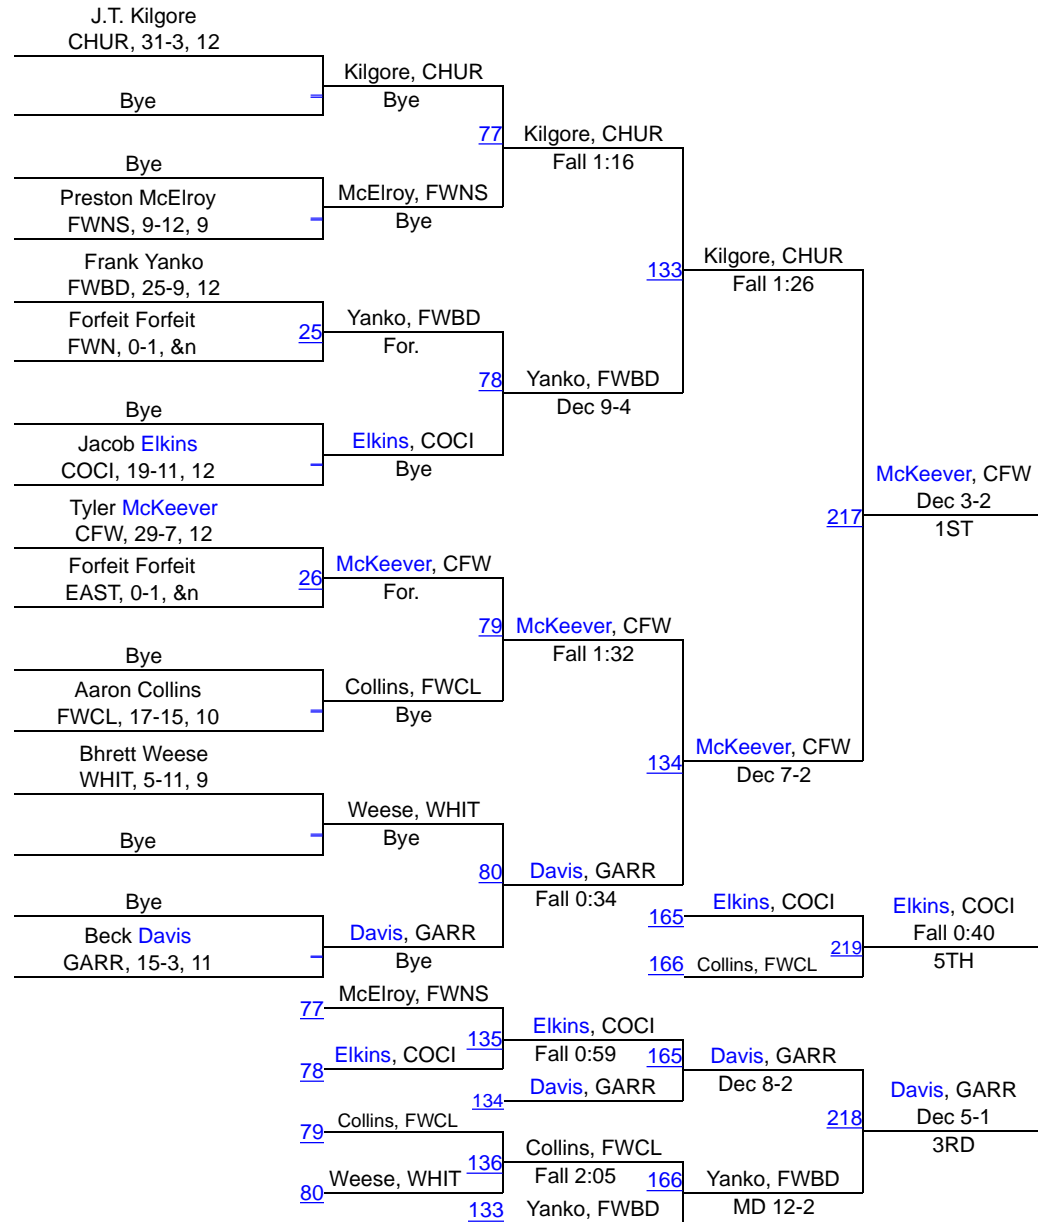 J.T. Kilgore
CHUR, 31-3, 12
Bye
Kilgore, CHUR
Bye
77
Kilgore, CHUR
Fall 1:16
Bye
Preston McElroy
FWNS, 9-12, 9
McElroy, FWNS
Bye
133
Kilgore, CHUR
Fall 1:26
Frank Yanko
FWBD, 25-9, 12
Forfeit Forfeit
FWN, 0-1, &n
25
Yanko, FWBD
For.
78
Yanko, FWBD
Dec 9-4
Bye
Jacob Elkins
COCI, 19-11, 12
Elkins, COCI
Bye
217
McKeever, CFW
Dec 3-2
1ST
Tyler McKeever
CFW, 29-7, 12
Forfeit Forfeit
EAST, 0-1, &n
26
McKeever, CFW
For.
79
McKeever, CFW
Fall 1:32
Bye
Aaron Collins
FWCL, 17-15, 10
Collins, FWCL
Bye
134
McKeever, CFW
Dec 7-2
Bhrett Weese
WHIT, 5-11, 9
Bye
Weese, WHIT
Bye
80
Davis, GARR
Fall 0:34
Bye
Beck Davis
GARR, 15-3, 11
Davis, GARR
Bye
165
Elkins, COCI
166
Collins, FWCL
219
Elkins, COCI
Fall 0:40
5TH
77
McElroy, FWNS
78
Elkins, COCI
135
Elkins, COCI
Fall 0:59
134
Davis, GARR
165
Davis, GARR
Dec 8-2
218
Davis, GARR
Dec 5-1
3RD
79
Collins, FWCL
80
Weese, WHIT
136
Collins, FWCL
Fall 2:05
133
Yanko, FWBD
166
Yanko, FWBD
MD 12-2